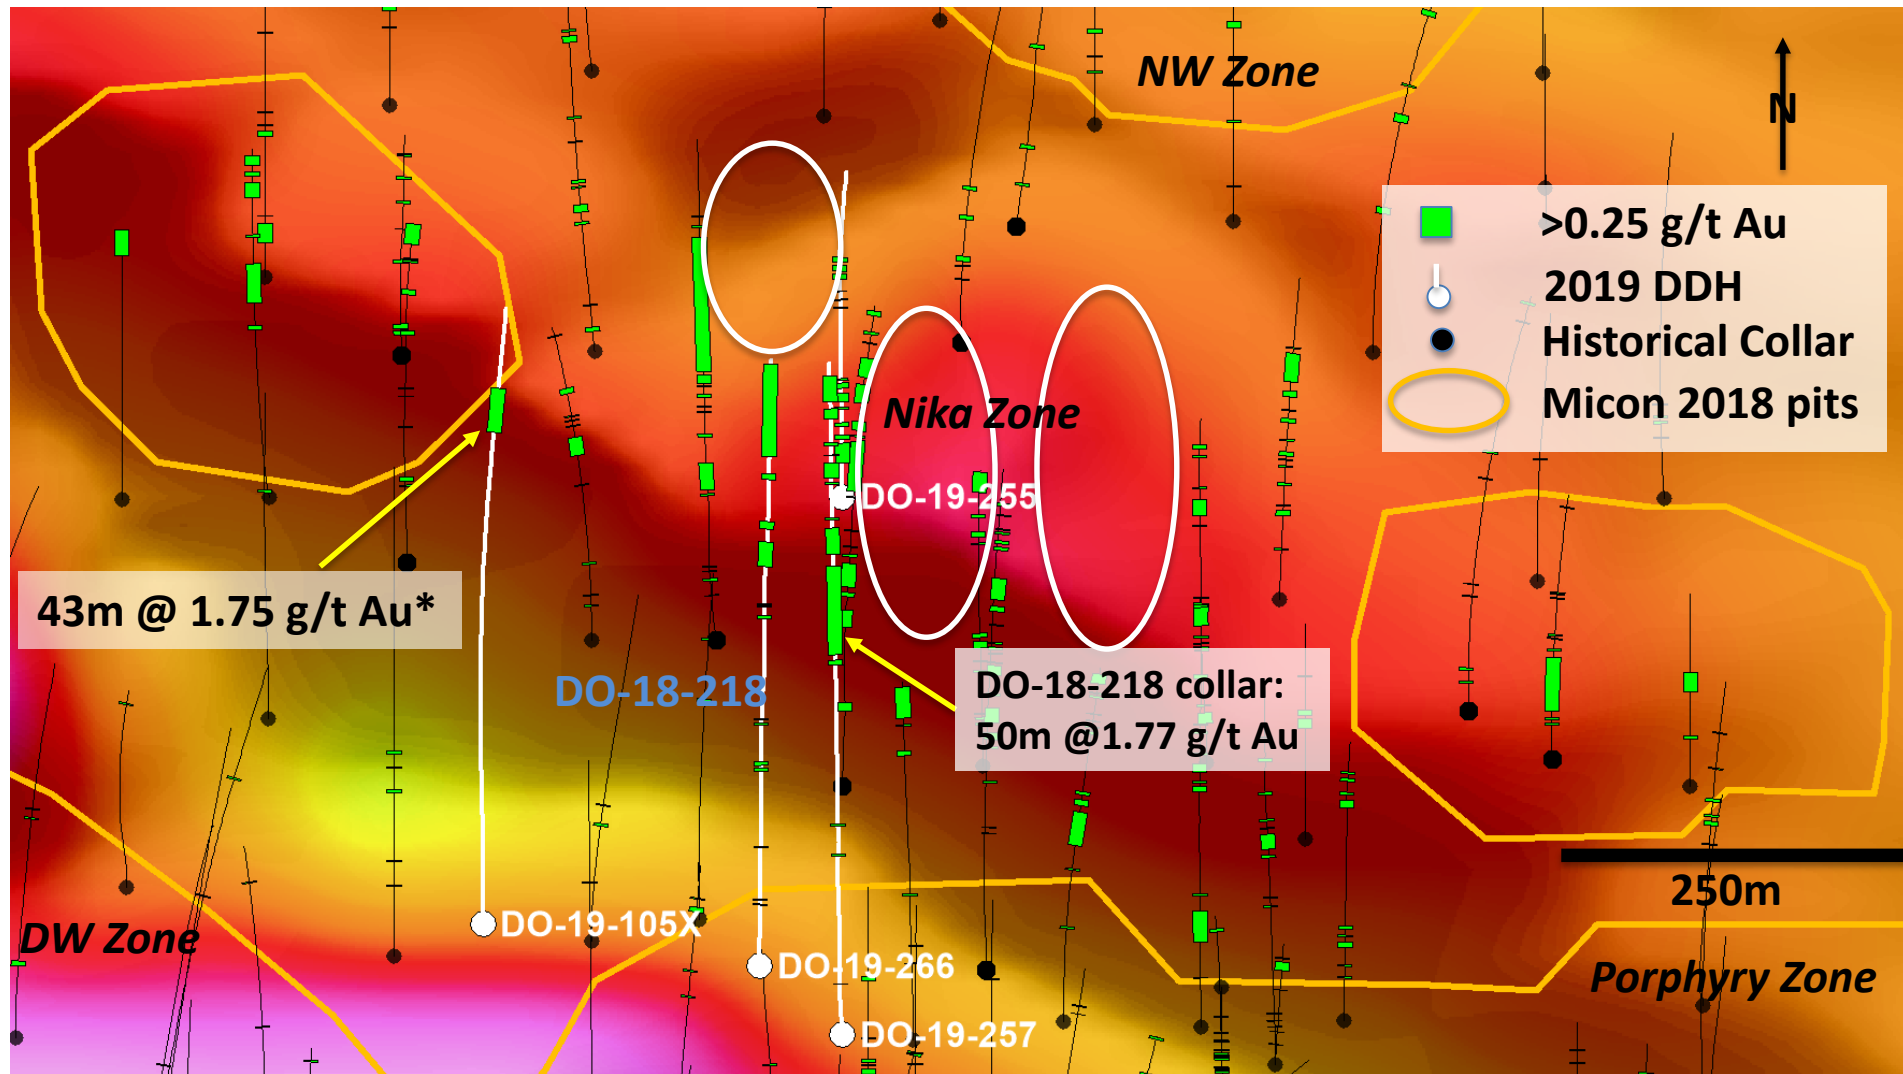 NW Zone
N
>0.25 g/t Au
2019 DDH
Historical Collar
Micon 2018 pits
Nika Zone
DO-19-255
43m @ 1.75 g/t Au*
DO-18-218
DO-18-218 collar:
50m @1.77 g/t Au
250m
DO-19-105X
DW Zone
DO-19-266
Porphyry Zone
DO-19-257